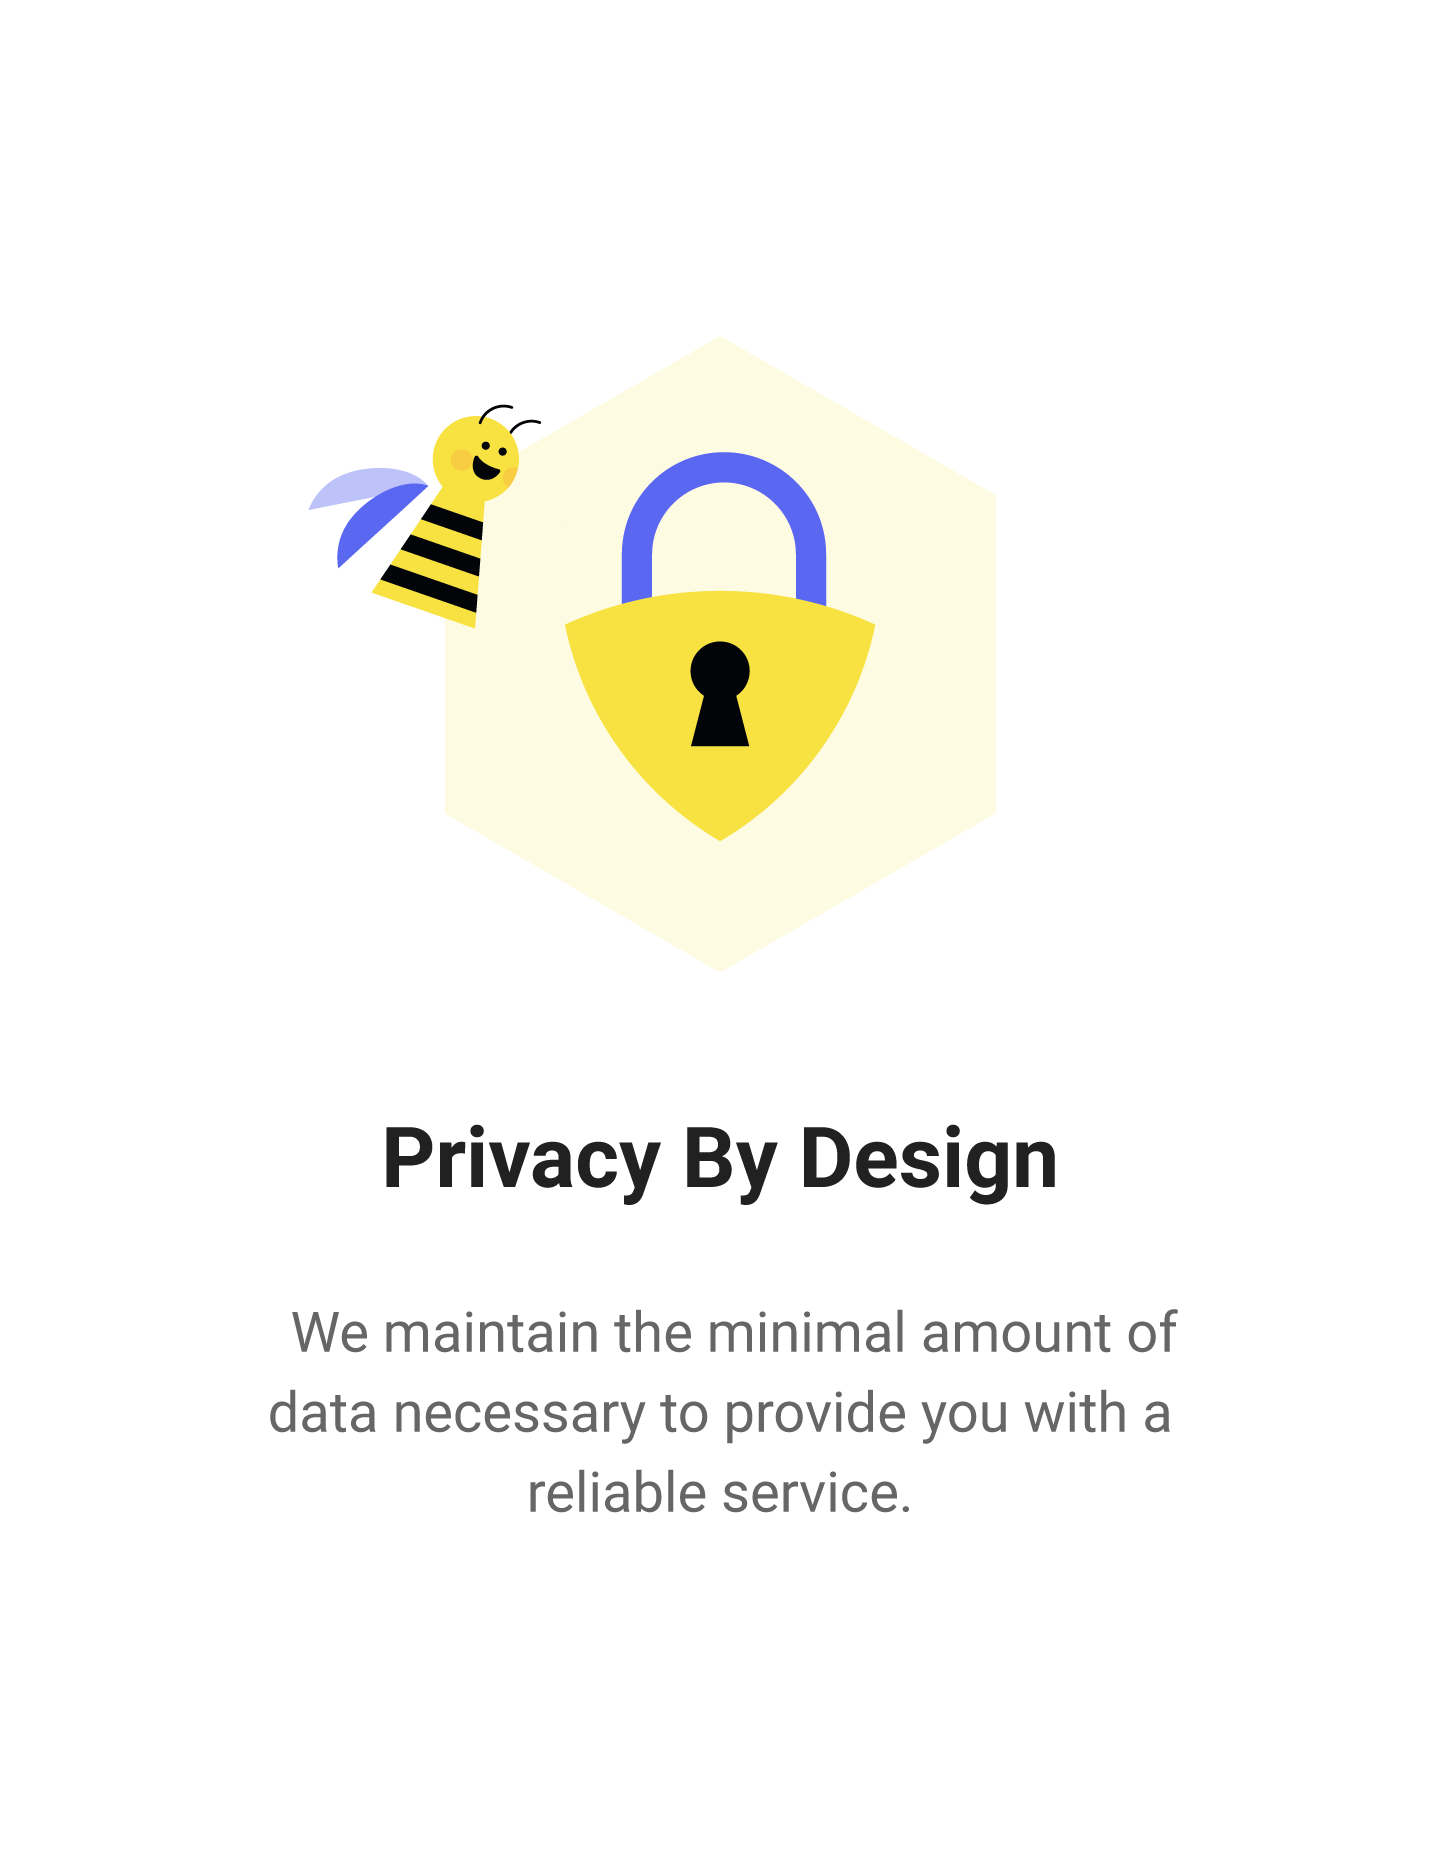 Privacy By Design
We maintain the minimal amount of
data necessary to provide you with a
reliable service.